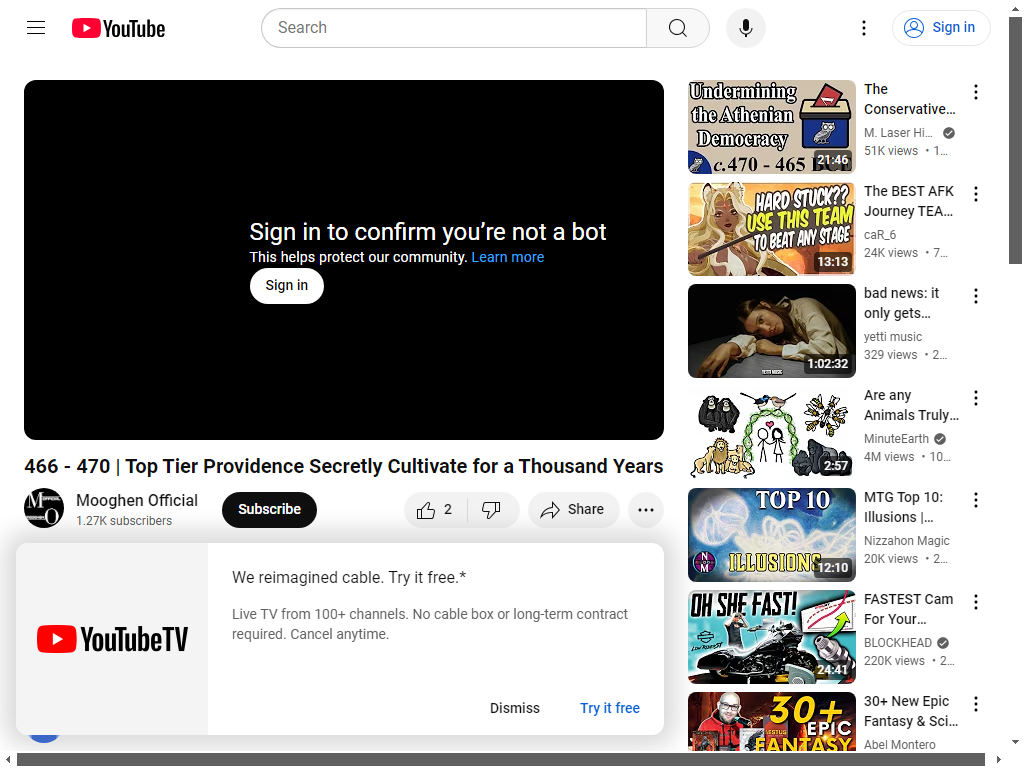 YouTube
Search
Sign in
Sign in to confirm you’re not a bot
This helps protect our community. Learn more
Sign in
466 - 470 | Top Tier Providence Secretly Cultivate for a Thousand Years
Mooghen Official
1.27K subscribers
Subscribe
2
Share
We reimagined cable. Try it free.*
Live TV from 100+ channels. No cable box or long-term contract
required. Cancel anytime.
YouTubeTV
Dismiss
Try it free
Undermining
the Athenian
Democracy
c.470 - 465 BCE
21:46
The
Conservative...
M. Laser Hi...
51K views • 1...
HARD STUCK??
USE THIS TEAM
TO BEAT ANY STAGE
13:13
The BEST AFK
Journey TEA...
caR_6
24K views • 7...
YETTI MUSIC
1:02:32
bad news: it
only gets...
yetti music
329 views • 2...
2:57
Are any
Animals Truly...
MinuteEarth
4M views • 10...
TOP 10
ILLUSIONS
12:10
MTG Top 10:
Illusions |...
Nizzahon Magic
20K views • 2...
OH SHE FAST!
24:41
FASTEST Cam
For Your...
BLOCKHEAD
220K views • 2...
30+
EPIC
FANTASY
30+ New Epic
Fantasy & Sci...
Abel Montero